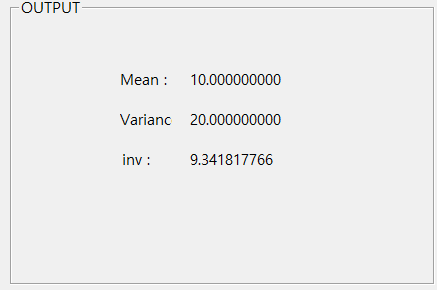 OUTPUT
Mean : 10.000000000
Varianc 20.000000000
inv : 9.341817766